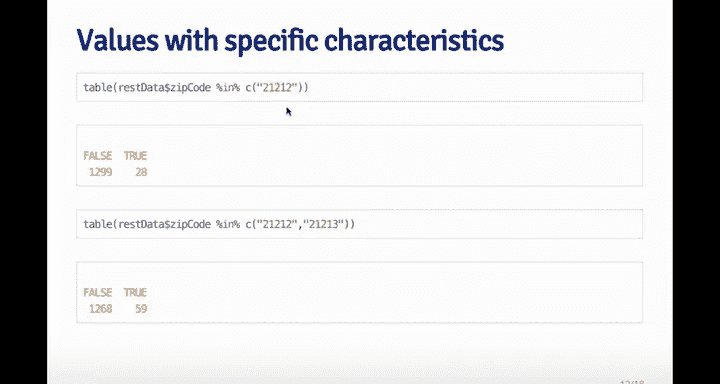 Values with specific characteristics
table(restData$zipCode %in% c("21212"))
FALSE TRUE
1299 28
table(restData$zipCode %in% c("21212","21213"))
FALSE TRUE
1268 59